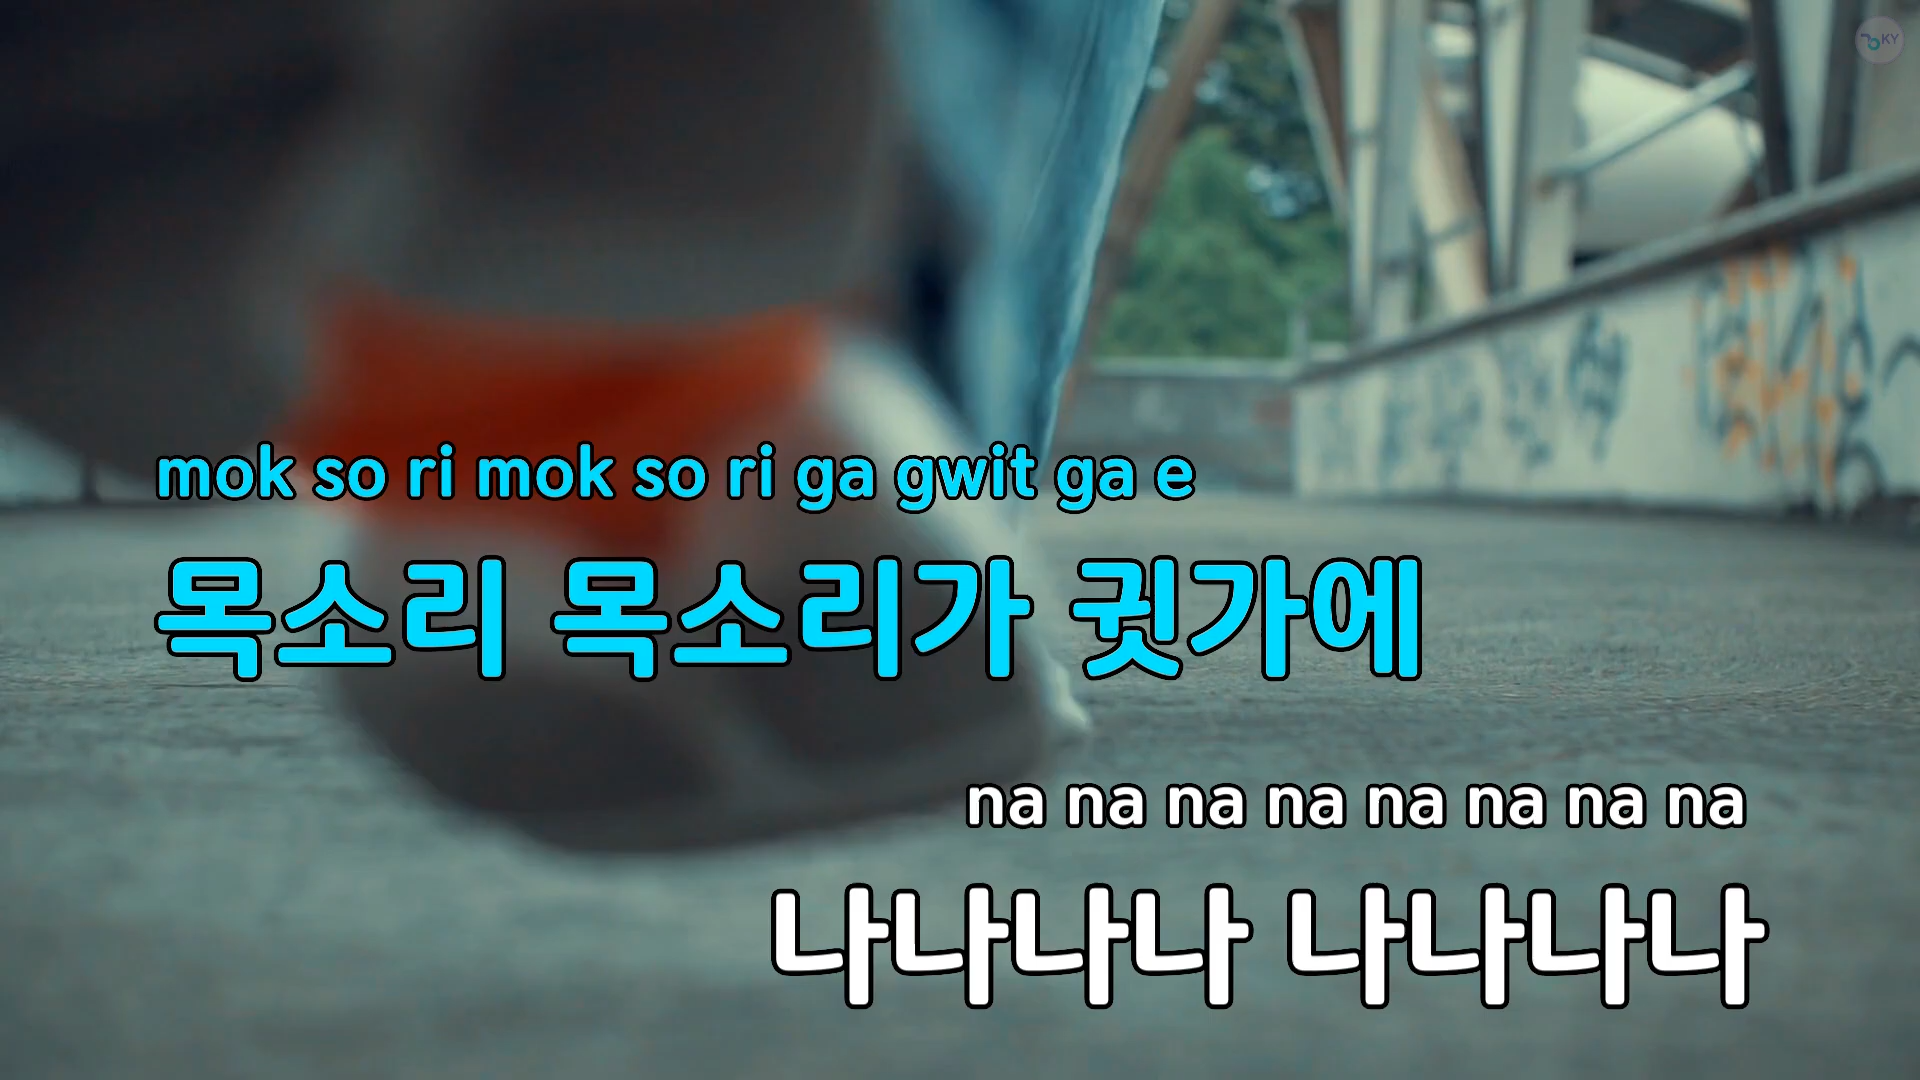 KY
mok so ri mok so ri ga gwit ga e
목소리 목소리가 귓가에
na na na na na na na na
나나나나 나나나나